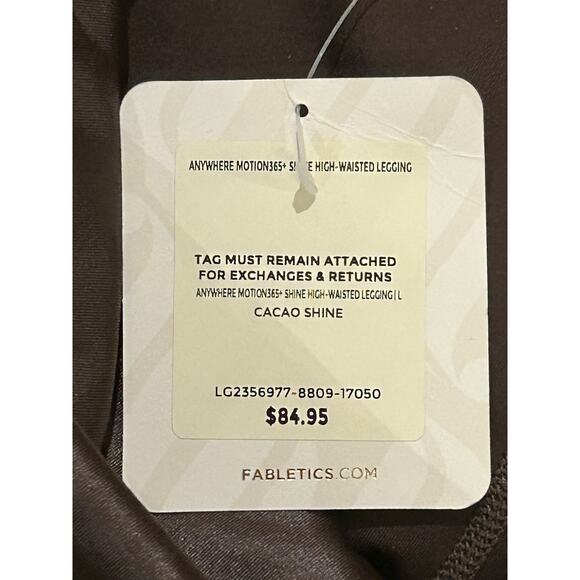 ANYWHERE MOTION365+ SHINE HIGH-WAISTED LEGGING
TAG MUST REMAIN ATTACHED
FOR EXCHANGES & RETURNS
ANYWHERE MOTION365+ SHINE HIGH-WAISTED LEGGING | L
CACAO SHINE
LG2356977-8809-17050
$84.95
FABLETICS.COM